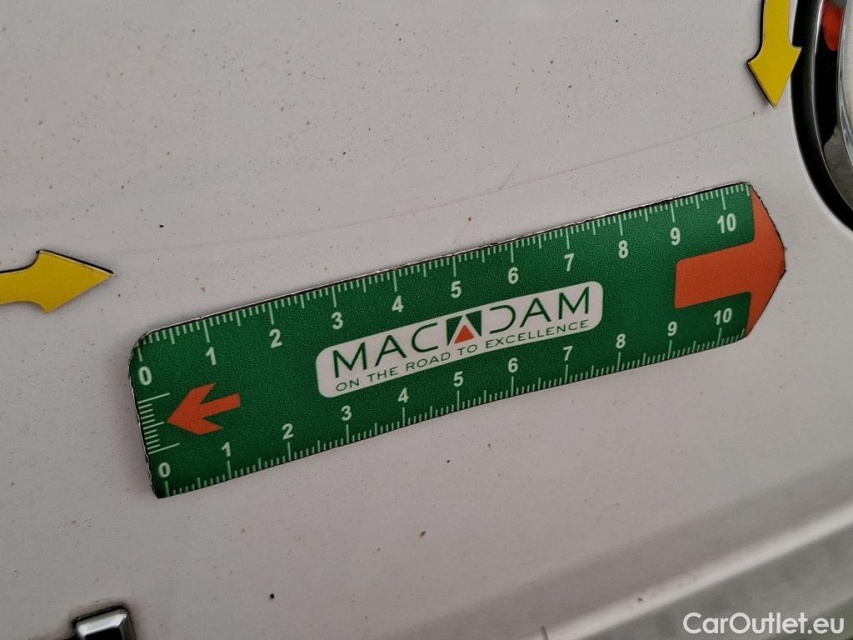 0 1 2 3 4 5 6 7 8 9 10
MACADAM
ON THE ROAD TO EXCELLENCE
0 1 2 3 4 5 6 7 8 9 10
CarOutlet.eu